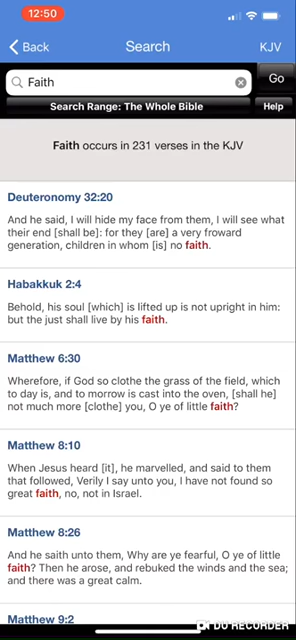 12:50
Back
Search
KJV
Faith
Go
Search Range: The Whole Bible
Help
Faith occurs in 231 verses in the KJV
Deuteronomy 32:20
And he said, I will hide my face from them, I will see what
their end [shall be]: for they [are] a very froward
generation, children in whom [is] no faith.
Habakkuk 2:4
Behold, his soul [which] is lifted up is not upright in him:
but the just shall live by his faith.
Matthew 6:30
Wherefore, if God so clothe the grass of the field, which
to day is, and to morrow is cast into the oven, [shall he]
not much more [clothe] you, O ye of little faith?
Matthew 8:10
When Jesus heard [it], he marvelled, and said to them
that followed, Verily I say unto you, I have not found so
great faith, no, not in Israel.
Matthew 8:26
And he saith unto them, Why are ye fearful, O ye of little
faith? Then he arose, and rebuked the winds and the sea;
and there was a great calm.
Matthew 9:2
DU RECORDER